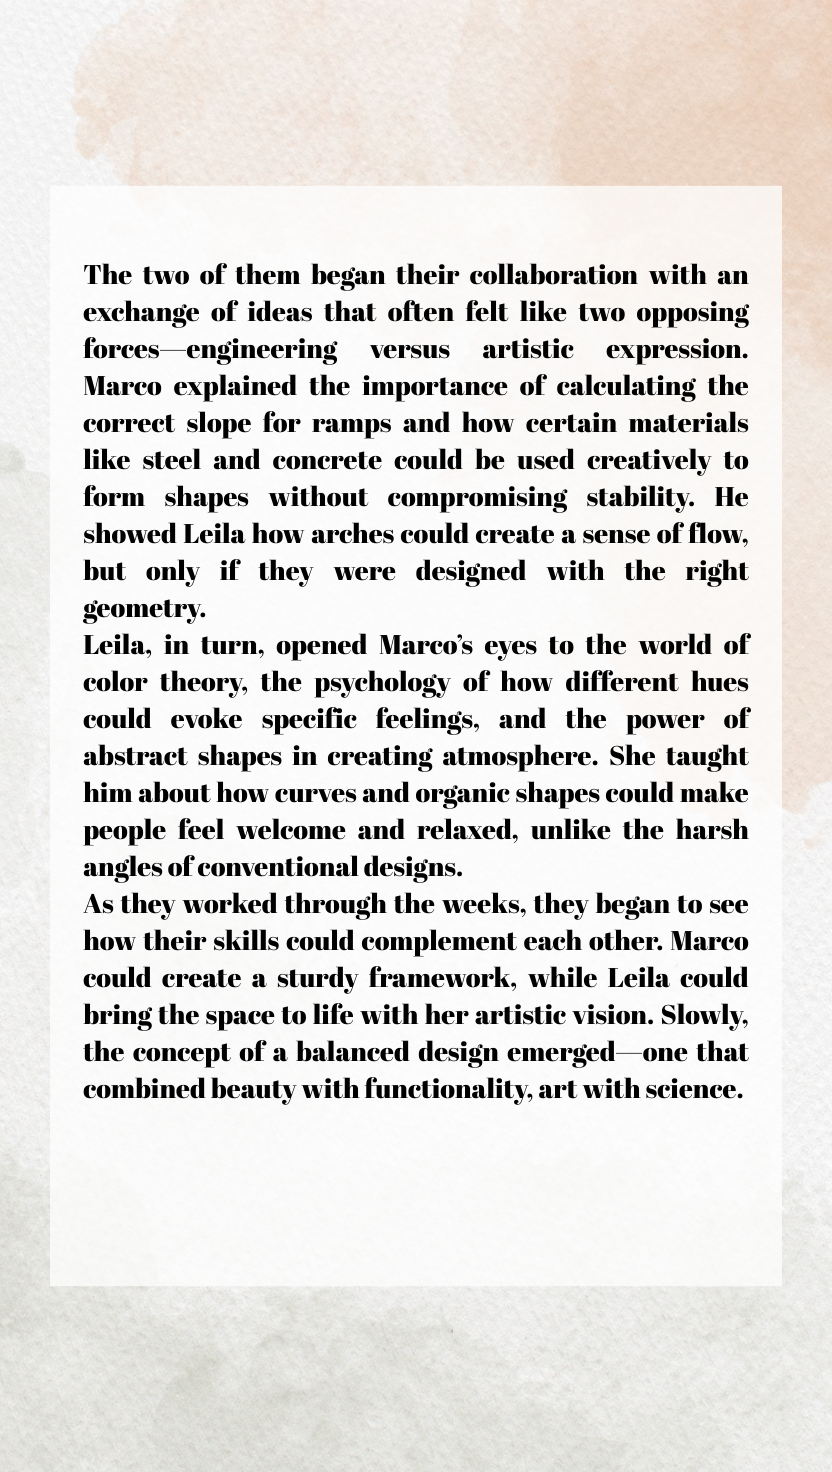 The two of them began their collaboration with an
exchange of ideas that often felt like two opposing
forces—engineering versus artistic expression.
Marco explained the importance of calculating the
correct slope for ramps and how certain materials
like steel and concrete could be used creatively to
form shapes without compromising stability. He
showed Leila how arches could create a sense of flow,
but only if they were designed with the right
geometry.
Leila, in turn, opened Marco’s eyes to the world of
color theory, the psychology of how different hues
could evoke specific feelings, and the power of
abstract shapes in creating atmosphere. She taught
him about how curves and organic shapes could make
people feel welcome and relaxed, unlike the harsh
angles of conventional designs.
As they worked through the weeks, they began to see
how their skills could complement each other. Marco
could create a sturdy framework, while Leila could
bring the space to life with her artistic vision. Slowly,
the concept of a balanced design emerged—one that
combined beauty with functionality, art with science.